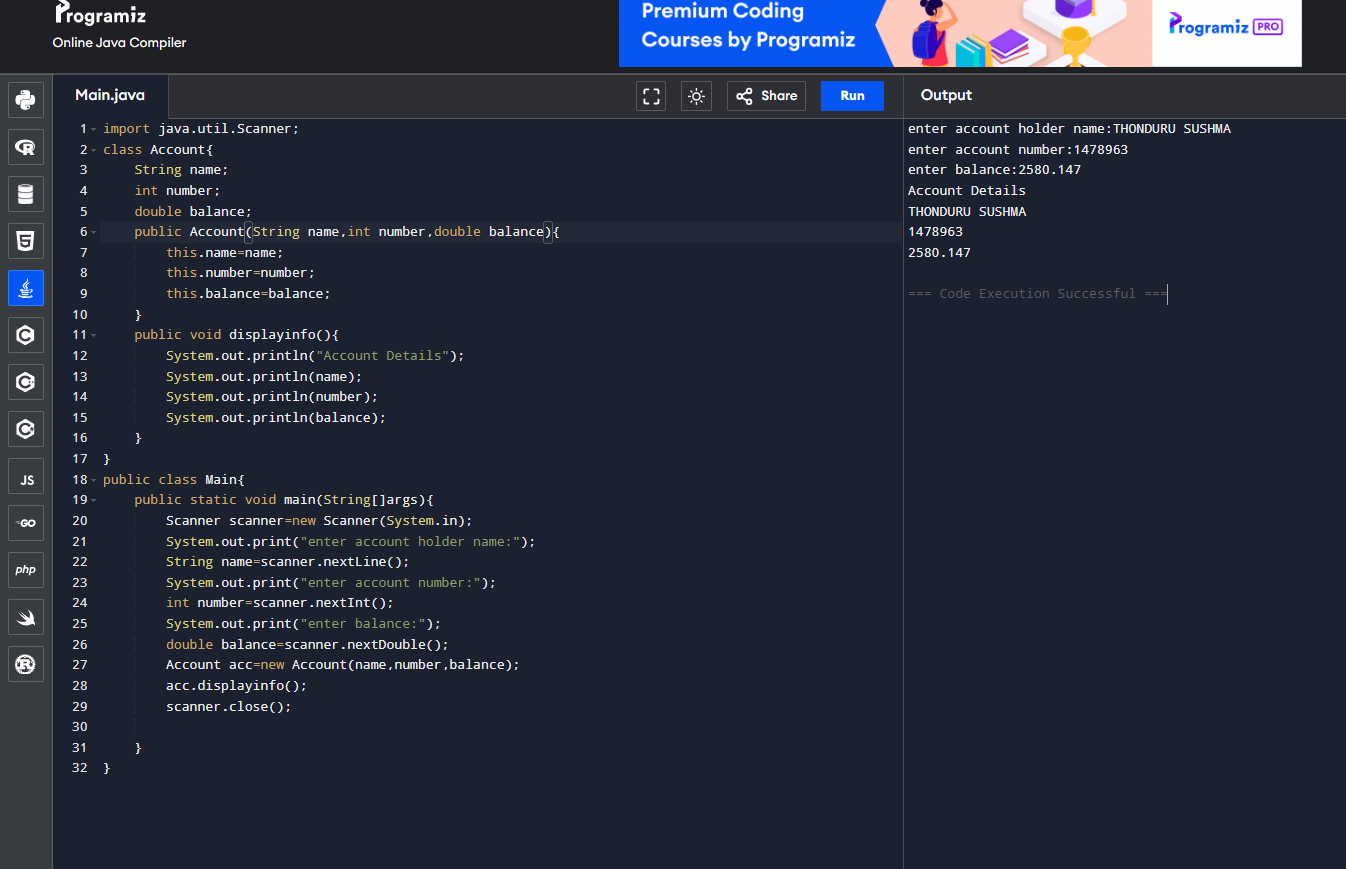 Programiz
Online Java Compiler
Premium Coding
Courses by Programiz
Programiz PRO
Main.java
Share
Run
Output
1 import java.util.Scanner;
2 class Account{
3     String name;
4     int number;
5     double balance;
6     public Account(String name,int number,double balance){
7         this.name=name;
8         this.number=number;
9         this.balance=balance;
10     }
11     public void displayinfo(){
12         System.out.println("Account Details");
13         System.out.println(name);
14         System.out.println(number);
15         System.out.println(balance);
16     }
17 }
18 public class Main{
19     public static void main(String[]args){
20         Scanner scanner=new Scanner(System.in);
21         System.out.print("enter account holder name:");
22         String name=scanner.nextLine();
23         System.out.print("enter account number:");
24         int number=scanner.nextInt();
25         System.out.print("enter balance:");
26         double balance=scanner.nextDouble();
27         Account acc=new Account(name,number,balance);
28         acc.displayinfo();
29         scanner.close();
30
31     }
32 }
enter account holder name:THONDURU SUSHMA
enter account number:1478963
enter balance:2580.147
Account Details
THONDURU SUSHMA
1478963
2580.147
=== Code Execution Successful ===
R
5
C
C
C
JS
GO
php
R